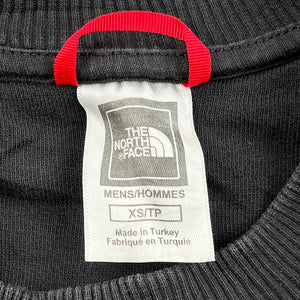 THE
NORTH
FACE
®
MENS/HOMMES
XS/TP
Made in Turkey
Fabriqué en Turquie